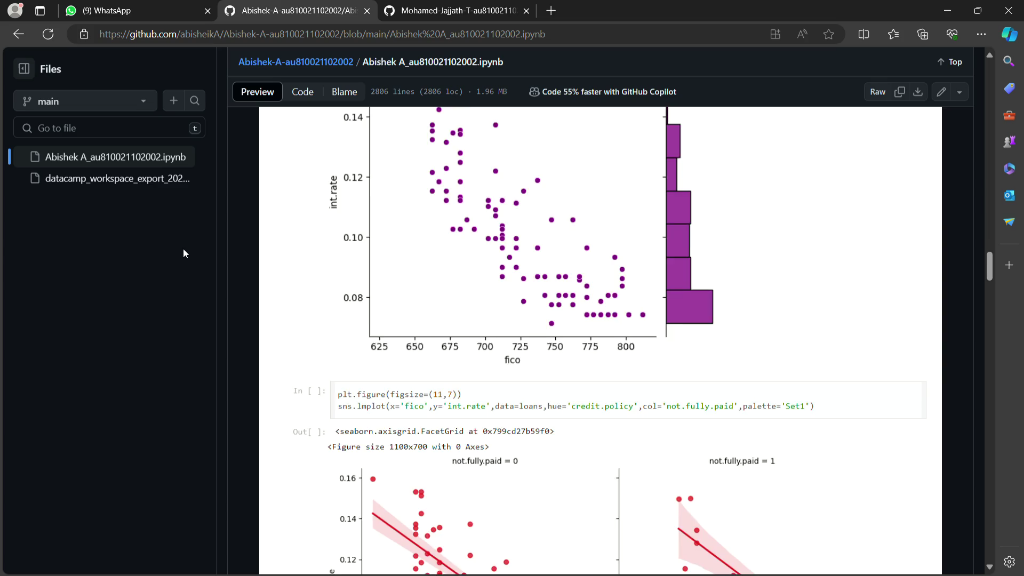 (9) WhatsApp
Abishek-A-au810021102002/Abi
Mohamed-Jajjath-T-au81002110
https://github.com/abisheikA/Abishek-A-au810021102002/blob/main/Abishek%20A_au810021102002.ipynb
Files
main
Go to file
t
Abishek A_au810021102002.ipynb
datacamp_workspace_export_202...
Abishek-A-au810021102002 / Abishek A_au810021102002.ipynb
Top
Preview
Code
Blame
2806 lines (2806 loc) · 1.96 MB
Code 55% faster with GitHub Copilot
Raw
0.14
0.12
0.10
0.08
int.rate
625 650 675 700 725 750 775 800
fico
In [ ]:
plt.figure(figsize=(11,7))
sns.lmplot(x='fico',y='int.rate',data=loans,hue='credit.policy',col='not.fully.paid',palette='Set1')
Out[ ]:
<seaborn.axisgrid.FacetGrid at 0x799cd27b59f0>
<Figure size 1100x700 with 0 Axes>
not.fully.paid = 0
not.fully.paid = 1
0.16
0.14
0.12